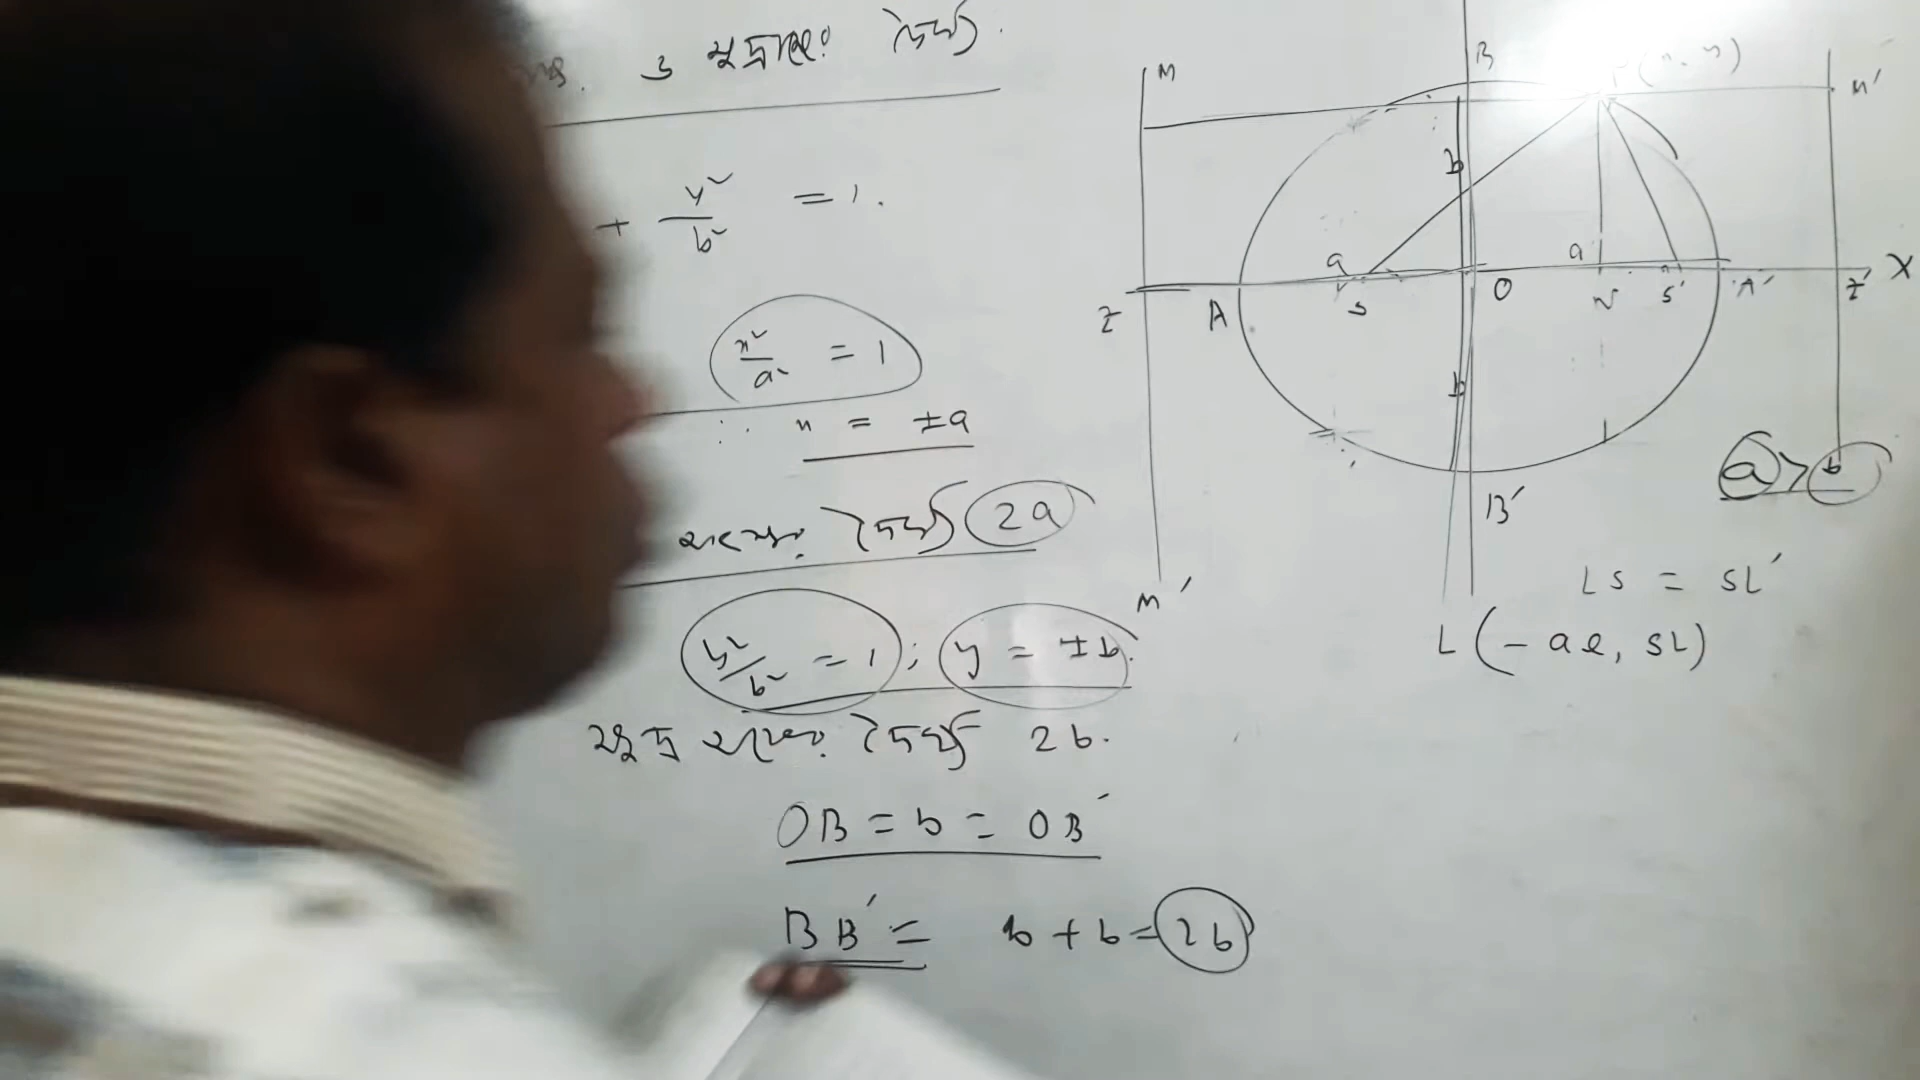 ও ক্ষুদ্রাক্ষের দৈর্ঘ্য.
+ y²/b² = 1.
x²/a² = 1
∴ x = ±a
দৈর্ঘ্য 2a
y²/b² = 1; y = ±b.
ক্ষুদ্র অক্ষের দৈর্ঘ্য 2b.
OB = b = OB′
BB′ = b + b = 2b
M
B
(x, y)
M′
b
a
a
Z
A
S
O
N
S′
A′
Z′
X
b
B′
M′
a > b
LS = SL′
L (-ae, SL)